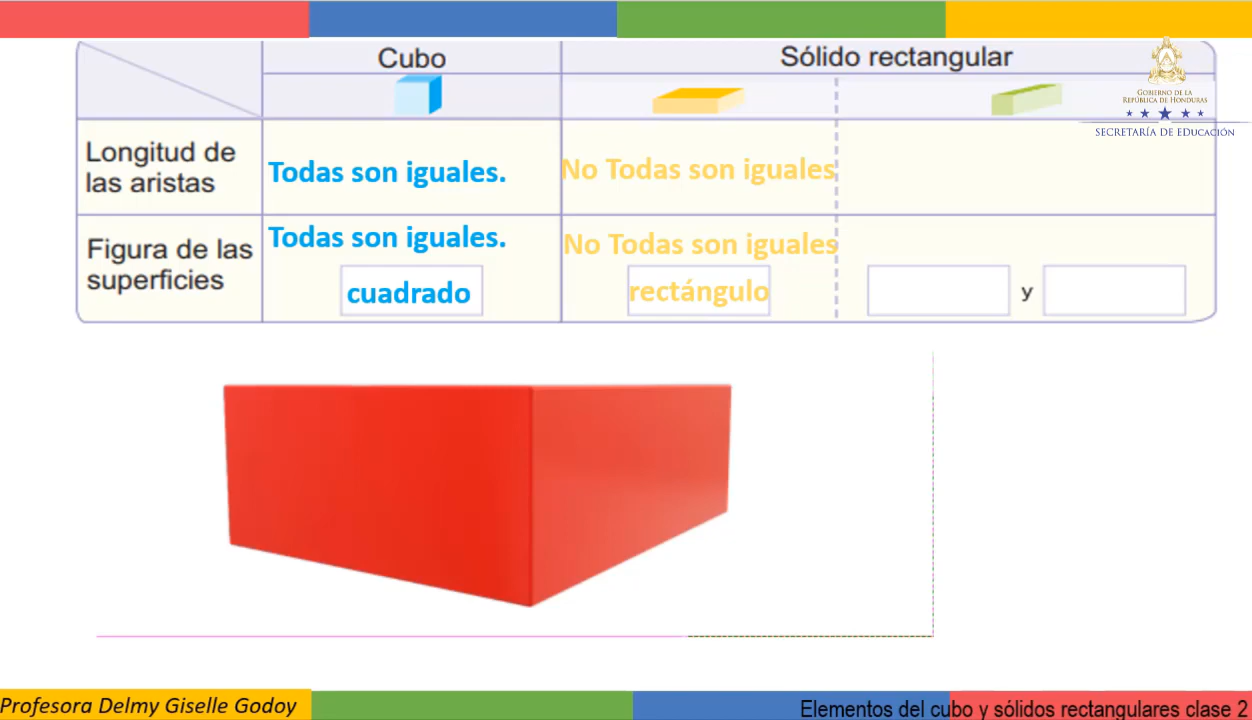 Cubo
Sólido rectangular
GOBIERNO DE LA
REPÚBLICA DE HONDURAS
SECRETARÍA DE EDUCACIÓN
Longitud de
las aristas
Todas son iguales.
No Todas son iguales
Figura de las
superficies
Todas son iguales.
cuadrado
No Todas son iguales
rectángulo
y
Profesora Delmy Giselle Godoy
Elementos del cubo y sólidos rectangulares clase 2